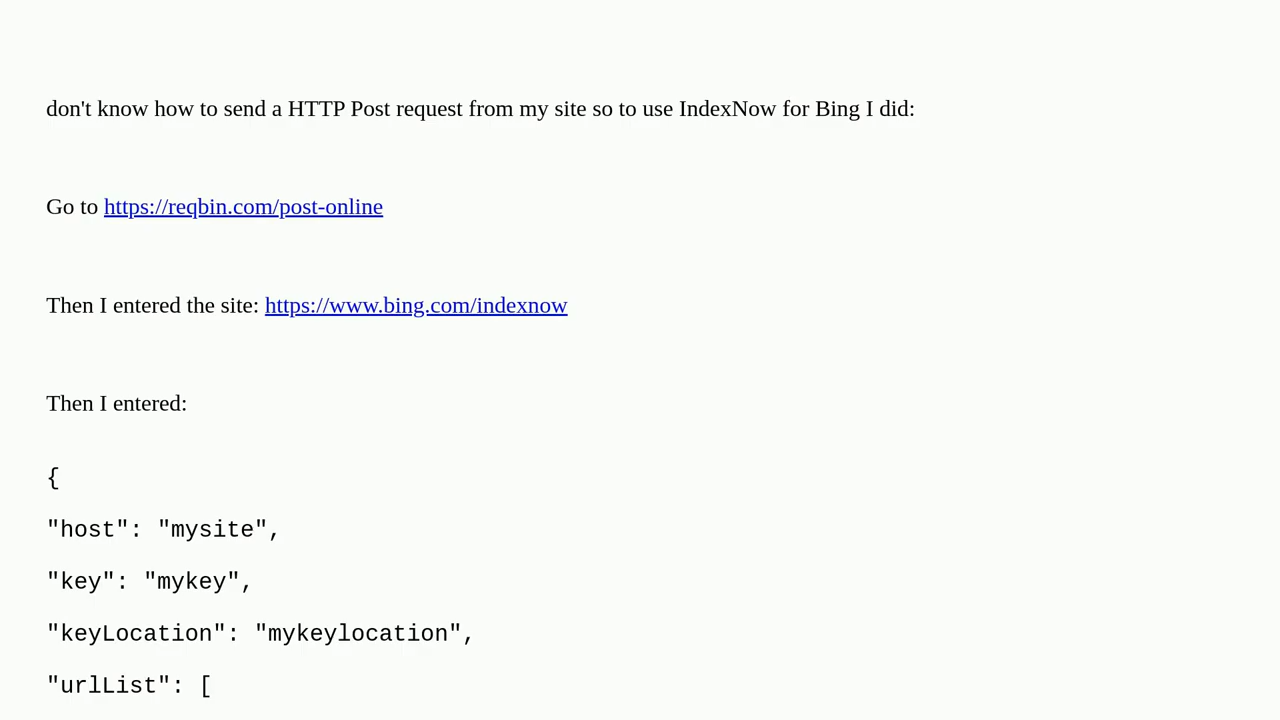 don't know how to send a HTTP Post request from my site so to use IndexNow for Bing I did:
Go to https://reqbin.com/post-online
Then I entered the site: https://www.bing.com/indexnow
Then I entered:
{
"host": "mysite",
"key": "mykey",
"keyLocation": "mykeylocation",
"urlList": [